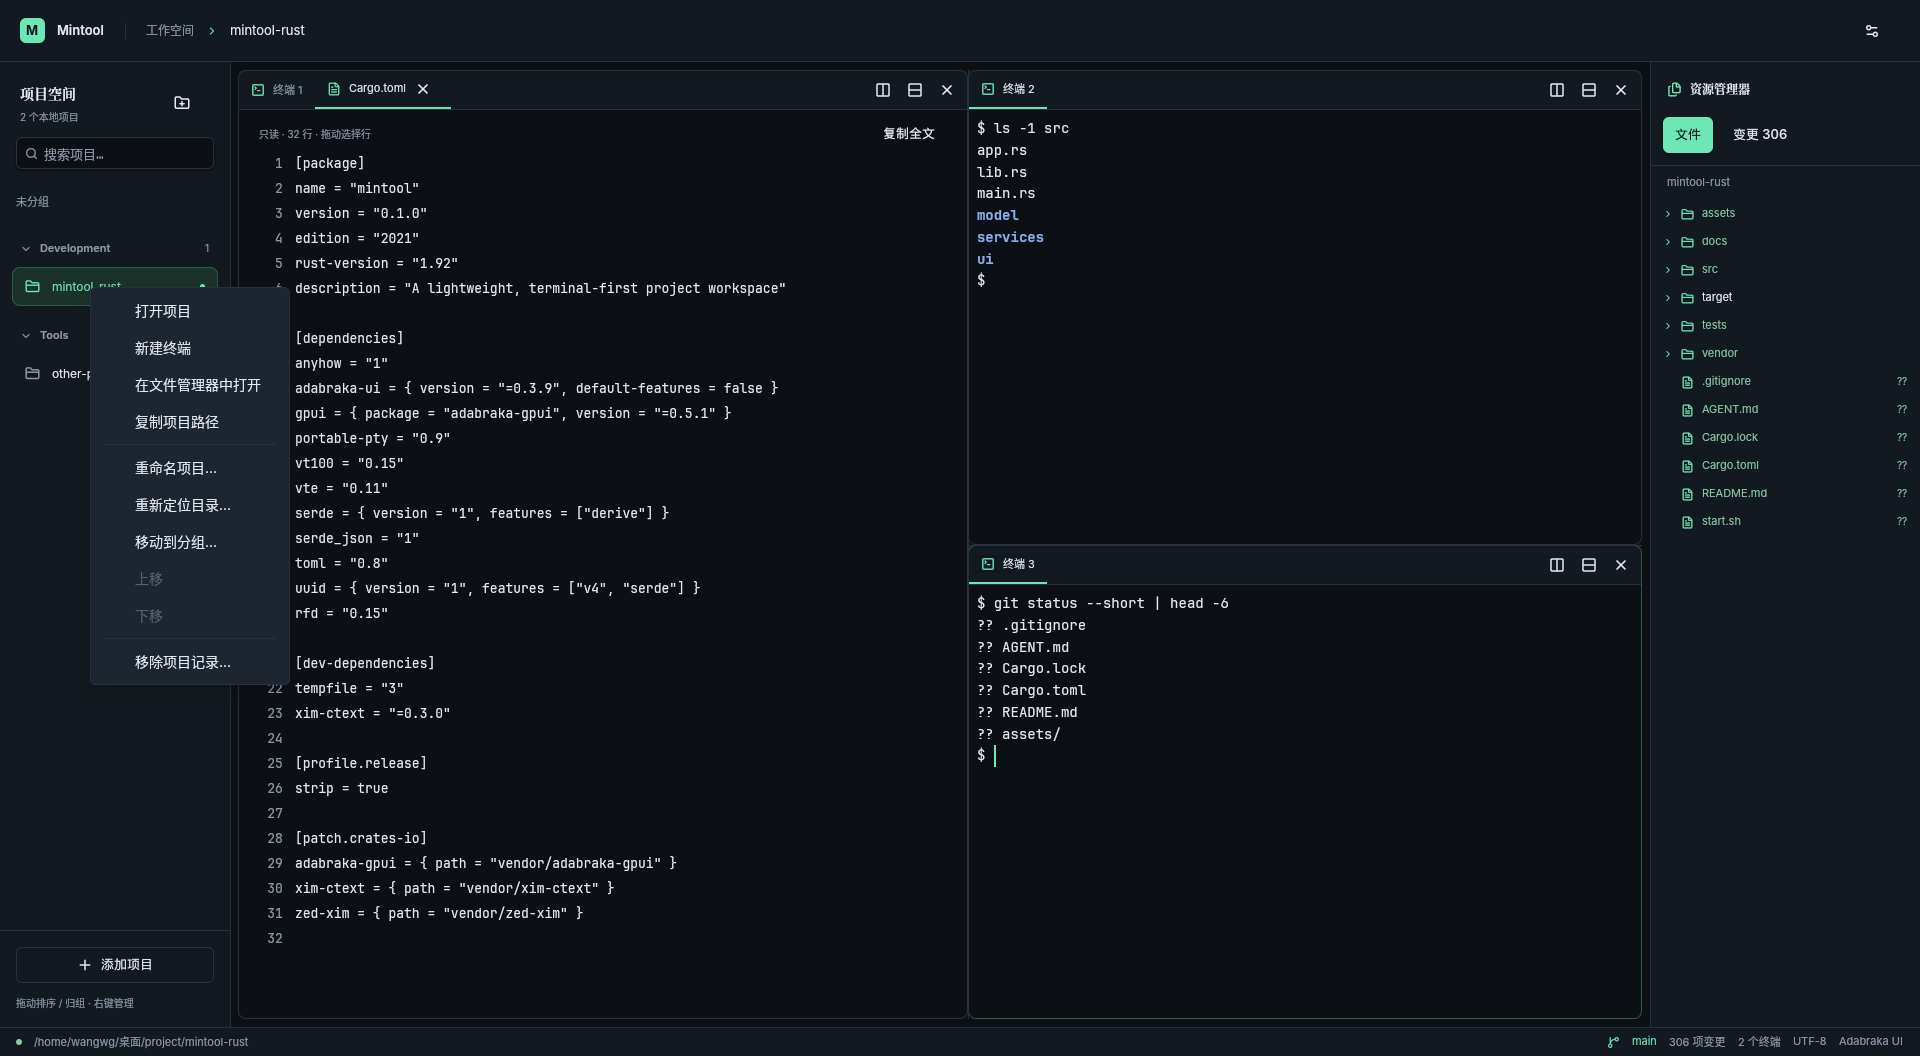 M Mintool 工作空间 › mintool-rust
项目空间
2 个本地项目
搜索项目...
未分组
Development 1
mintool-rust
Tools
other-p
打开项目
新建终端
在文件管理器中打开
复制项目路径
重命名项目...
重新定位目录...
移动到分组...
上移
下移
移除项目记录...
添加项目
拖动排序 / 归组 · 右键管理
终端 1 Cargo.toml
只读 · 32 行 · 拖动选择行 复制全文
1 [package]
2 name = "mintool"
3 version = "0.1.0"
4 edition = "2021"
5 rust-version = "1.92"
description = "A lightweight, terminal-first project workspace"
[dependencies]
anyhow = "1"
adabraka-ui = { version = "=0.3.9", default-features = false }
gpui = { package = "adabraka-gpui", version = "=0.5.1" }
portable-pty = "0.9"
vt100 = "0.15"
vte = "0.11"
serde = { version = "1", features = ["derive"] }
serde_json = "1"
toml = "0.8"
uuid = { version = "1", features = ["v4", "serde"] }
rfd = "0.15"
[dev-dependencies]
22 tempfile = "3"
23 xim-ctext = "=0.3.0"
24
25 [profile.release]
26 strip = true
27
28 [patch.crates-io]
29 adabraka-gpui = { path = "vendor/adabraka-gpui" }
30 xim-ctext = { path = "vendor/xim-ctext" }
31 zed-xim = { path = "vendor/zed-xim" }
32
终端 2
$ ls -1 src
app.rs
lib.rs
main.rs
model
services
ui
$
终端 3
$ git status --short | head -6
?? .gitignore
?? AGENT.md
?? Cargo.lock
?? Cargo.toml
?? README.md
?? assets/
$
资源管理器
文件 变更 306
mintool-rust
assets
docs
src
target
tests
vendor
.gitignore ??
AGENT.md ??
Cargo.lock ??
Cargo.toml ??
README.md ??
start.sh ??
/home/wangwg/桌面/project/mintool-rust
main 306 项变更 2 个终端 UTF-8 Adabraka UI